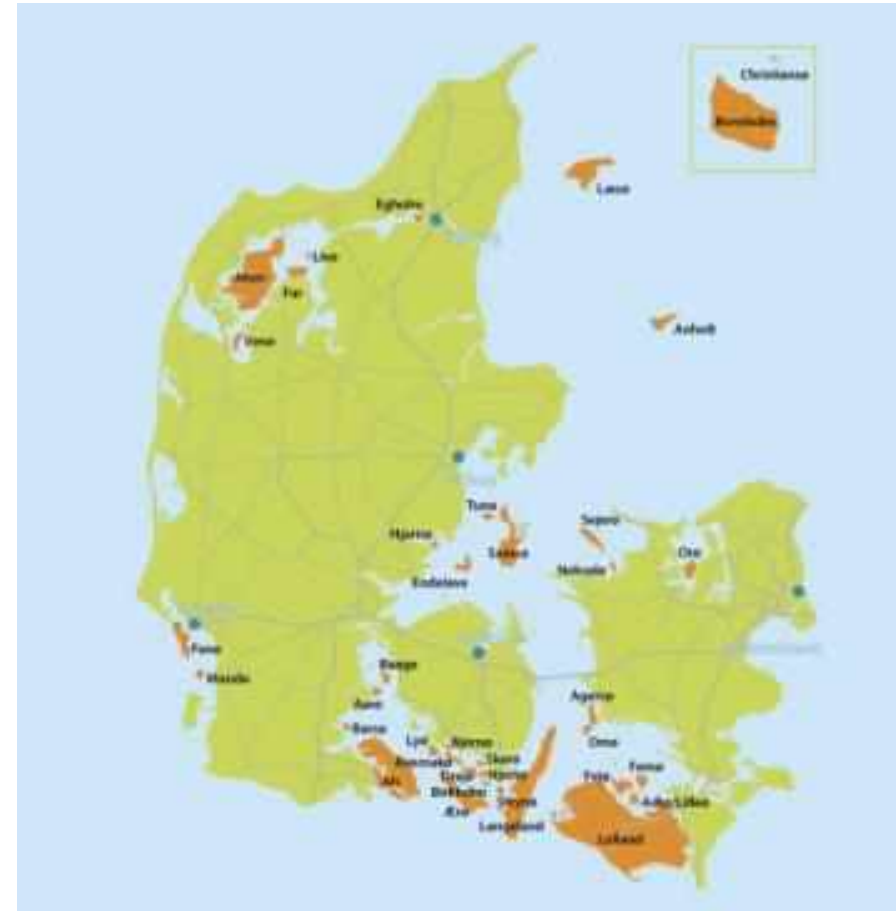 Christiansø
Bornholm
Læsø
Egholm
Livø
Mors
Fur
Venø
Anholt
Tunø
Hjarnø
Samsø
Sejerø
Orø
Endelave
Nekselø
Fanø
Mandø
Baagø
Aarø
Agersø
Barsø
Omø
Lyø
Bjørnø
Avernakø
Skarø
Drejø
Hjortø
Als
Birkholm
Strynø
Ærø
Langeland
Fejø
Femø
Askø/Lilleø
Lolland